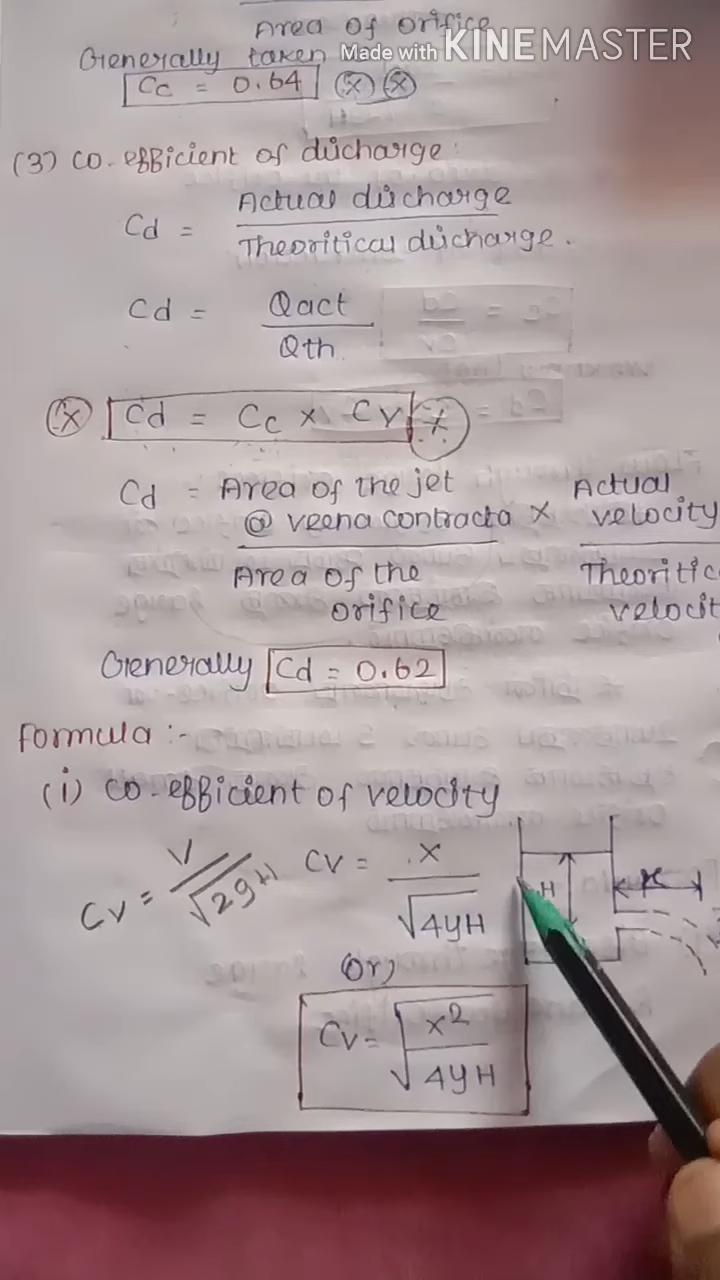 Area of orifice
Generally taken
Made with KINEMASTER
Cc = 0.64
(3) co-efficient of discharge:
Cd = Actual discharge
Theoritical discharge.
Cd = Qact
Qth
Cd = Cc x Cv
Cd = Area of the jet
@ veena contracta x Actual velocity
Area of the orifice
Theoritic
velocit
Generally Cd = 0.62
Formula :-
(i) co-efficient of velocity
Cv = V
√2gH
Cv = x
√4yH
H
x
(or)
Cv = √x2
4yH